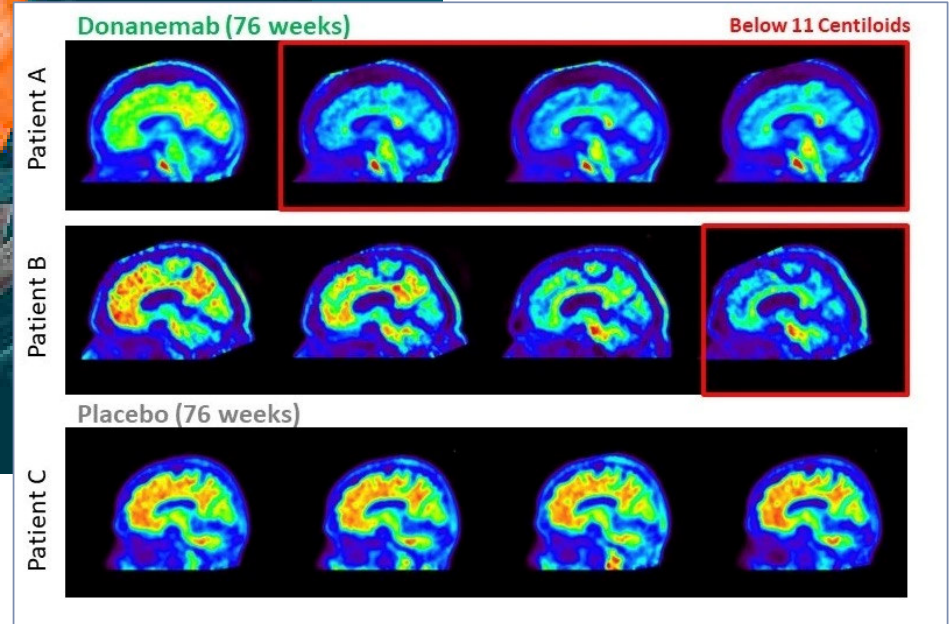 Donanemab (76 weeks)
Below 11 Centiloids
Patient A
Patient B
Placebo (76 weeks)
Patient C